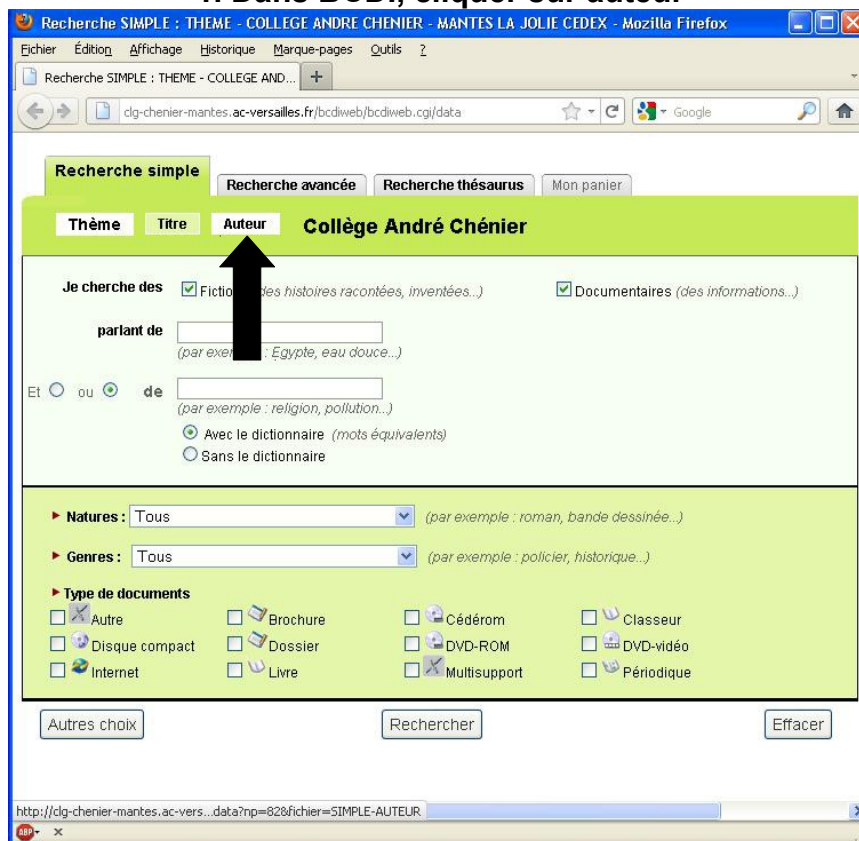 1. Dans BCDI, cliquer sur auteur
Recherche SIMPLE : THEME - COLLEGE ANDRE CHENIER - MANTES LA JOLIE CEDEX - Mozilla Firefox
Fichier Édition Affichage Historique Marque-pages Outils ?
Recherche SIMPLE : THEME - COLLEGE AND... +
clg-chenier-mantes.ac-versailles.fr/bcdiweb/bcdiweb.cgi/data Google
Recherche simple Recherche avancée Recherche thésaurus Mon panier
Thème Titre Auteur Collège André Chénier
Je cherche des Fiction des histoires racontées, inventées...) Documentaires (des informations...)
parlant de
(par exem : Egypte, eau douce...)
Et ou de
(par exemple : religion, pollution...)
Avec le dictionnaire (mots équivalents)
Sans le dictionnaire
Natures : Tous (par exemple : roman, bande dessinée...)
Genres : Tous (par exemple : policier, historique...)
Type de documents
Autre Brochure Cédérom Classeur
Disque compact Dossier DVD-ROM DVD-vidéo
Internet Livre Multisupport Périodique
Autres choix Rechercher Effacer
http://clg-chenier-mantes.ac-vers...data?np=82&fichier=SIMPLE-AUTEUR
ABP x